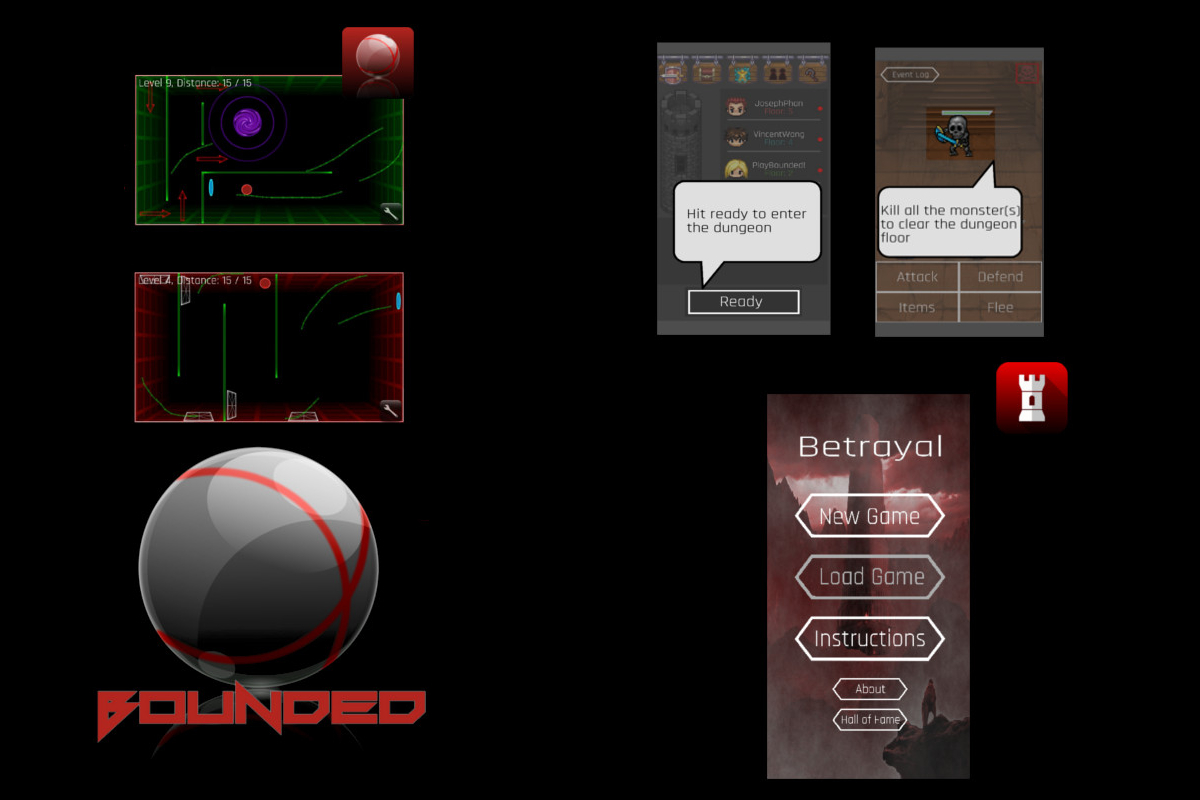 Level 9, Distance: 15 / 15
Level 4, Distance: 15 / 15
BOUNDED
JosephPhan
VincentWong
PlayBounded!
Hit ready to enter
the dungeon
Ready
Event Log
Kill all the monster(s)
to clear the dungeon
floor
Attack
Defend
Items
Flee
Betrayal
New Game
Load Game
Instructions
About
Hall of Fame